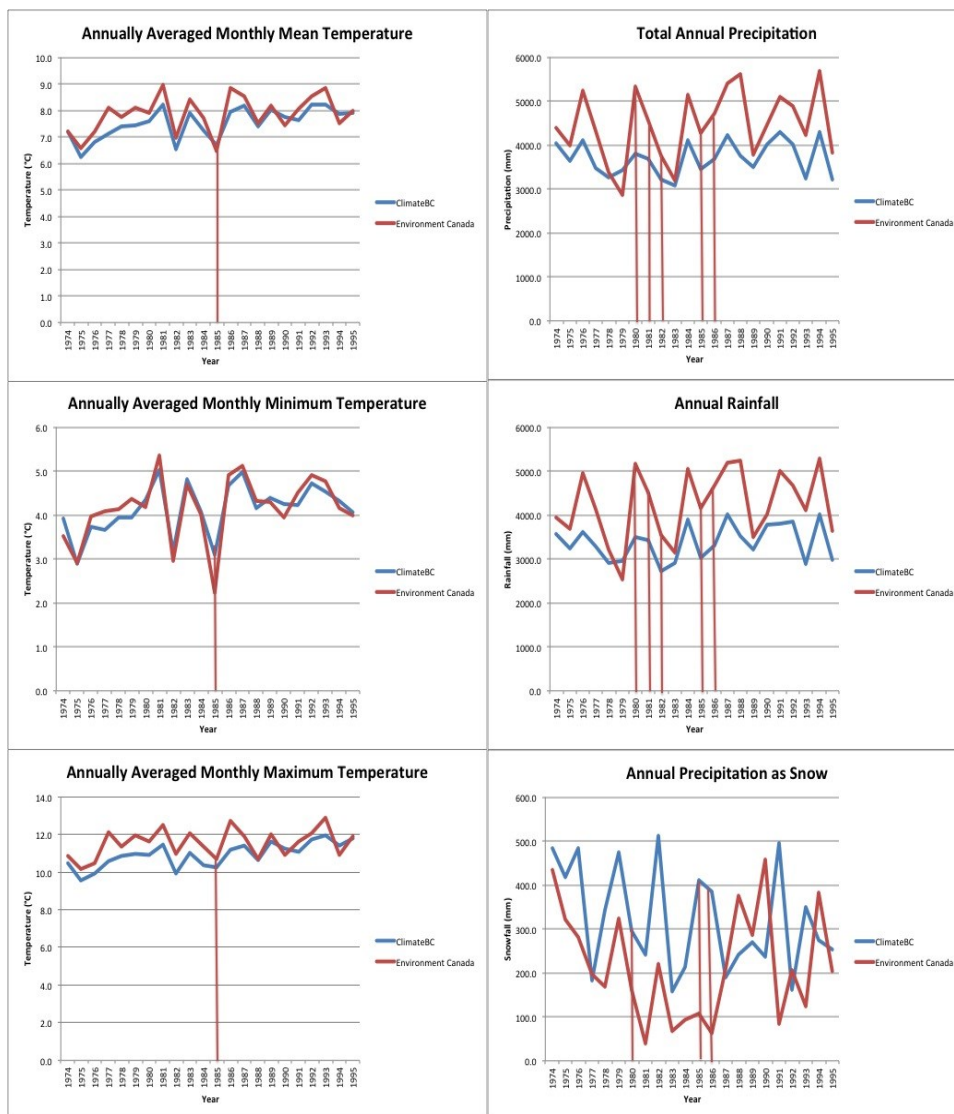 Annually Averaged Monthly Mean Temperature
10.0
9.0
8.0
7.0
6.0
5.0
4.0
3.0
2.0
1.0
0.0
Temperature (°C)
1974 1975 1976 1977 1978 1979 1980 1981 1982 1983 1984 1985 1986 1987 1988 1989 1990 1991 1992 1993 1994 1995
Year
ClimateBC
Environment Canada
Total Annual Precipitation
6000.0
5000.0
4000.0
3000.0
2000.0
1000.0
0.0
Precipitation (mm)
1974 1975 1976 1977 1978 1979 1980 1981 1982 1983 1984 1985 1986 1987 1988 1989 1990 1991 1992 1993 1994 1995
Year
ClimateBC
Environment Canada
Annually Averaged Monthly Minimum Temperature
6.0
5.0
4.0
3.0
2.0
1.0
0.0
Temperature (°C)
1974 1975 1976 1977 1978 1979 1980 1981 1982 1983 1984 1985 1986 1987 1988 1989 1990 1991 1992 1993 1994 1995
Year
ClimateBC
Environment Canada
Annual Rainfall
6000.0
5000.0
4000.0
3000.0
2000.0
1000.0
0.0
Rainfall (mm)
1974 1975 1976 1977 1978 1979 1980 1981 1982 1983 1984 1985 1986 1987 1988 1989 1990 1991 1992 1993 1994 1995
Year
ClimateBC
Environment Canada
Annually Averaged Monthly Maximum Temperature
14.0
12.0
10.0
8.0
6.0
4.0
2.0
0.0
Temperature (°C)
1974 1975 1976 1977 1978 1979 1980 1981 1982 1983 1984 1985 1986 1987 1988 1989 1990 1991 1992 1993 1994 1995
Year
ClimateBC
Environment Canada
Annual Precipitation as Snow
600.0
500.0
400.0
300.0
200.0
100.0
0.0
Snowfall (mm)
1974 1975 1976 1977 1978 1979 1980 1981 1982 1983 1984 1985 1986 1987 1988 1989 1990 1991 1992 1993 1994 1995
Year
ClimateBC
Environment Canada